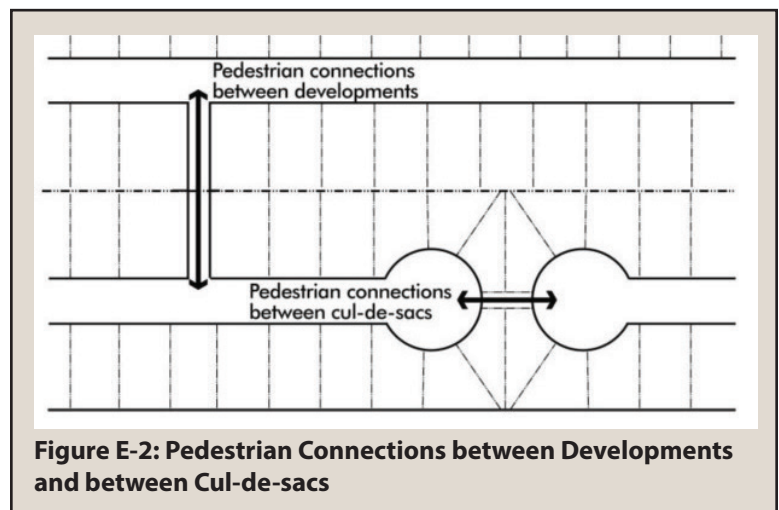 Pedestrian connections
between developments
Pedestrian connections
between cul-de-sacs
Figure E-2: Pedestrian Connections between Developments
and between Cul-de-sacs